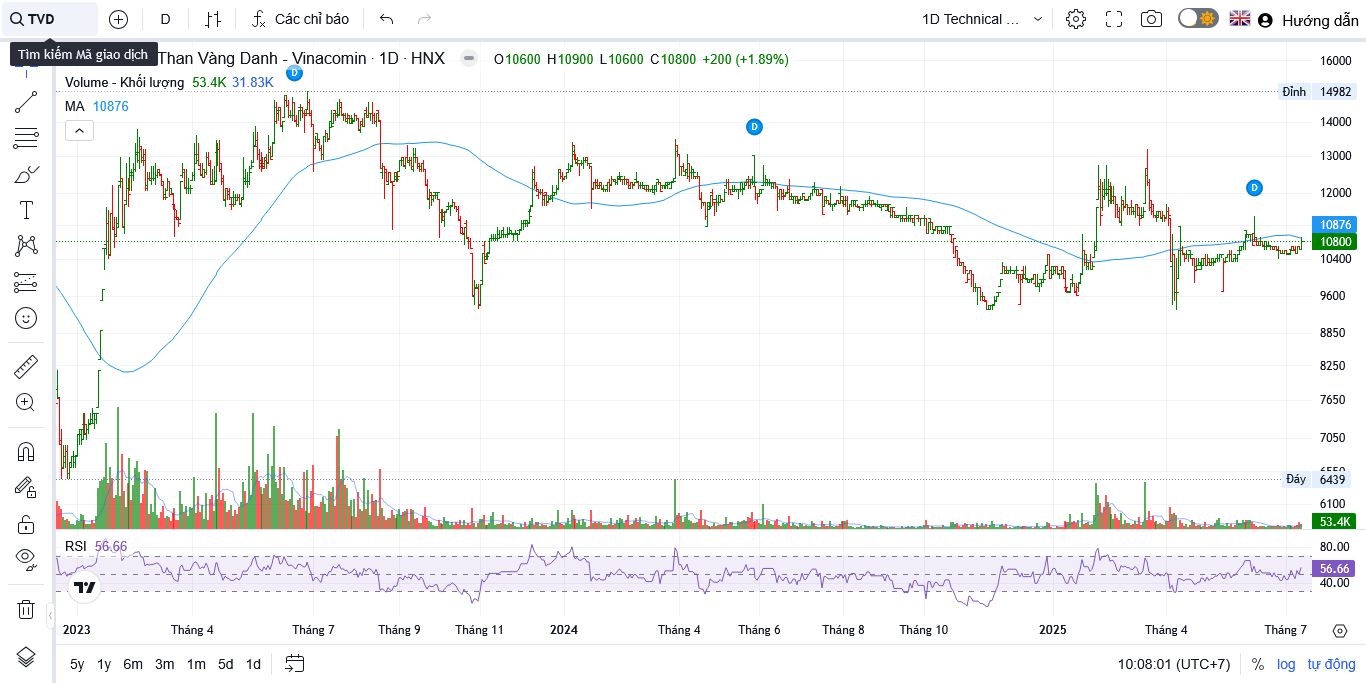 TVD D Các chỉ báo 1D Technical ... Hướng dẫn
Tìm kiếm Mã giao dịch
Than Vàng Danh - Vinacomin · 1D · HNX O10600 H10900 L10600 C10800 +200 (+1.89%)
Volume - Khối lượng 53.4K 31.83K
MA 10876
D
D
D
16000
Đỉnh 14982
14000
13000
12000
10876
10800
10400
9600
8850
8250
7650
7050
6550
Đáy 6439
6100
53.4K
RSI 56.66
80.00
56.66
40.00
2023 Tháng 4 Tháng 7 Tháng 9 Tháng 11 2024 Tháng 4 Tháng 6 Tháng 8 Tháng 10 2025 Tháng 4 Tháng 7
5y 1y 6m 3m 1m 5d 1d 10:08:01 (UTC+7) % log tự động